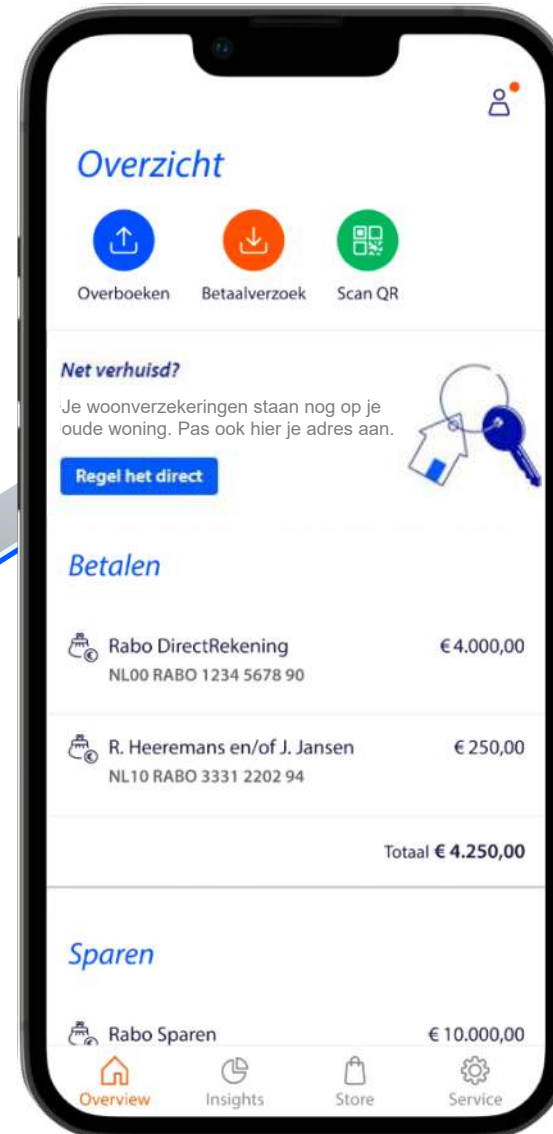 Overzicht
Overboeken Betaalverzoek Scan QR
Net verhuisd?
Je woonverzekeringen staan nog op je
oude woning. Pas ook hier je adres aan.
Regel het direct
Betalen
Rabo DirectRekening €4.000,00
NL00 RABO 1234 5678 90
R. Heeremans en/of J. Jansen € 250,00
NL10 RABO 3331 2202 94
Totaal € 4.250,00
Sparen
Rabo Sparen € 10.000,00
Overview Insights Store Service